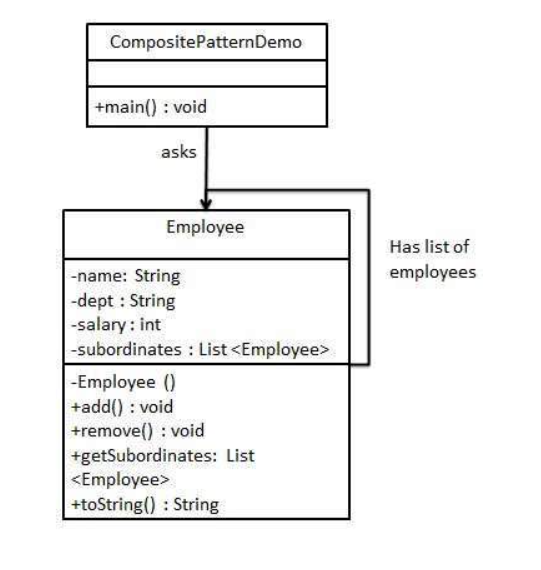 CompositePatternDemo
+main() : void
asks
Employee
-name: String
-dept : String
-salary : int
-subordinates : List <Employee>
Has list of
employees
-Employee ()
+add() : void
+remove() : void
+getSubordinates: List
<Employee>
+toString() : String